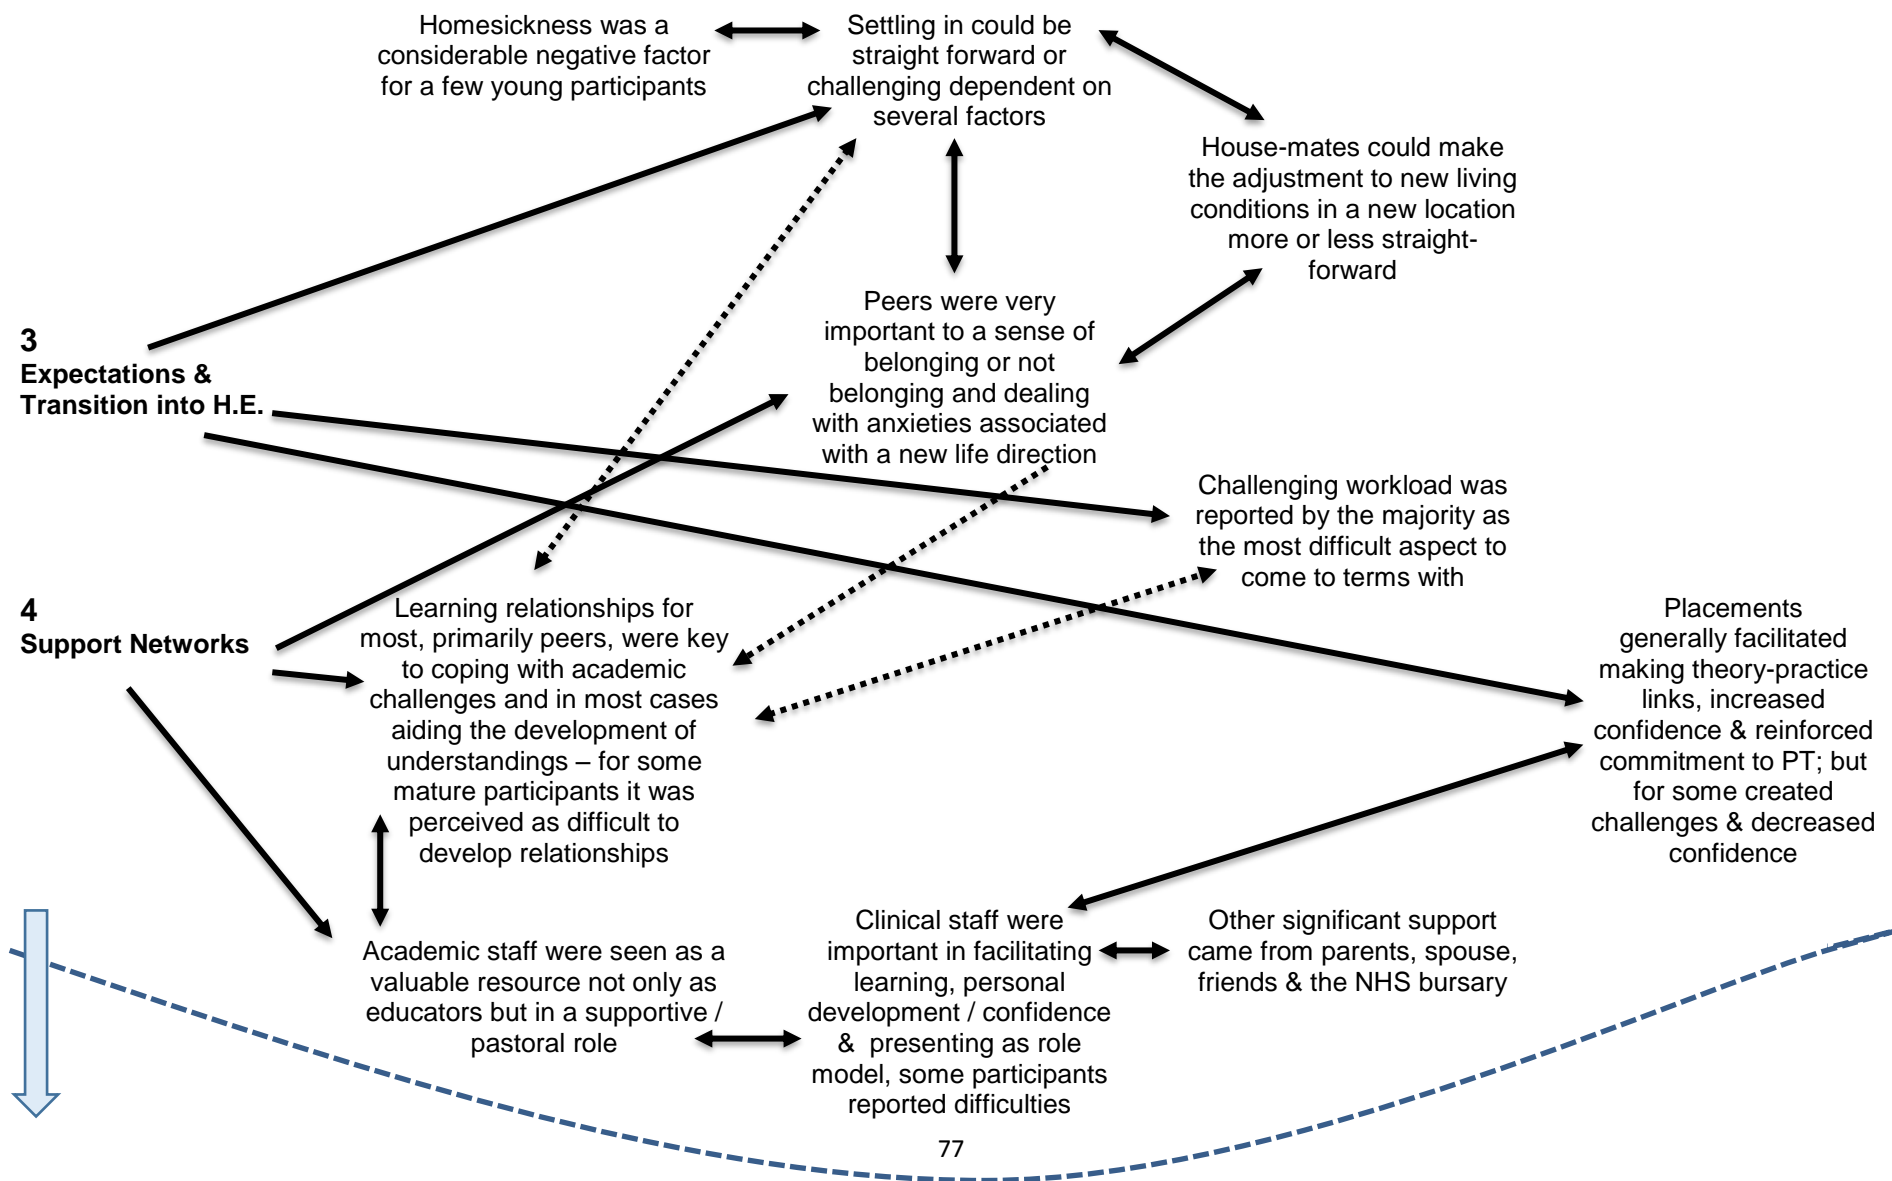 Homesickness was a
considerable negative factor
for a few young participants
Settling in could be
straight forward or
challenging dependent on
several factors
House-mates could make
the adjustment to new living
conditions in a new location
more or less straight-
forward
3
Expectations &
Transition into H.E.
Peers were very
important to a sense of
belonging or not
belonging and dealing
with anxieties associated
with a new life direction
Challenging workload was
reported by the majority as
the most difficult aspect to
come to terms with
4
Support Networks
Learning relationships for
most, primarily peers, were key
to coping with academic
challenges and in most cases
aiding the development of
understandings – for some
mature participants it was
perceived as difficult to
develop relationships
Placements
generally facilitated
making theory-practice
links, increased
confidence & reinforced
commitment to PT; but
for some created
challenges & decreased
confidence
Academic staff were seen as a
valuable resource not only as
educators but in a supportive /
pastoral role
Clinical staff were
important in facilitating
learning, personal
development / confidence
& presenting as role
model, some participants
reported difficulties
Other significant support
came from parents, spouse,
friends & the NHS bursary
77